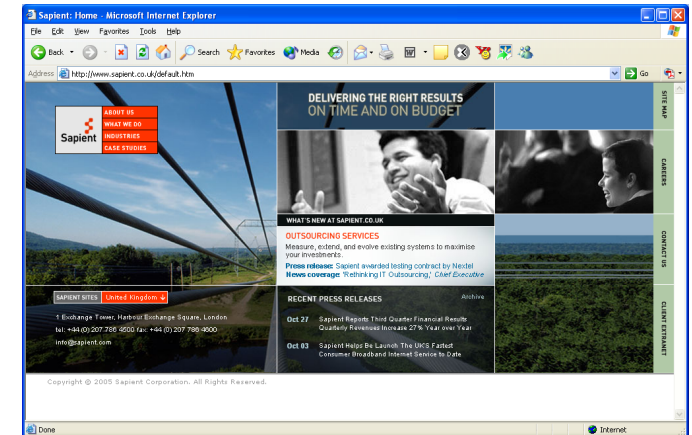 Sapient: Home - Microsoft Internet Explorer
File Edit View Favorites Tools Help
Back Search Favorites Media
Address http://www.sapient.co.uk/default.htm Go
Sapient
ABOUT US
WHAT WE DO
INDUSTRIES
CASE STUDIES
DELIVERING THE RIGHT RESULTS
ON TIME AND ON BUDGET
SITE MAP
CAREERS
CONTACT US
CLIENT EXTRANET
WHAT'S NEW AT SAPIENT.CO.UK
OUTSOURCING SERVICES
Measure, extend, and evolve existing systems to maximise
your investments.
Press release: Sapient awarded testing contract by Nextel
News coverage: 'Rethinking IT Outsourcing,' Chief Executive
SAPIENT SITES United Kingdom
1 Exchange Tower, Harbour Exchange Square, London
tel: +44 (0) 207 786 4500 fax: +44 (0) 207 786 4600
info@sapient.com
RECENT PRESS RELEASES Archive
Oct 27 Sapient Reports Third Quarter Financial Results
Quarterly Revenues Increase 27% Year over Year
Oct 03 Sapient Helps Be Launch The UK'S Fastest
Consumer Broadband Internet Service to Date
Copyright © 2005 Sapient Corporation. All Rights Reserved.
Done Internet